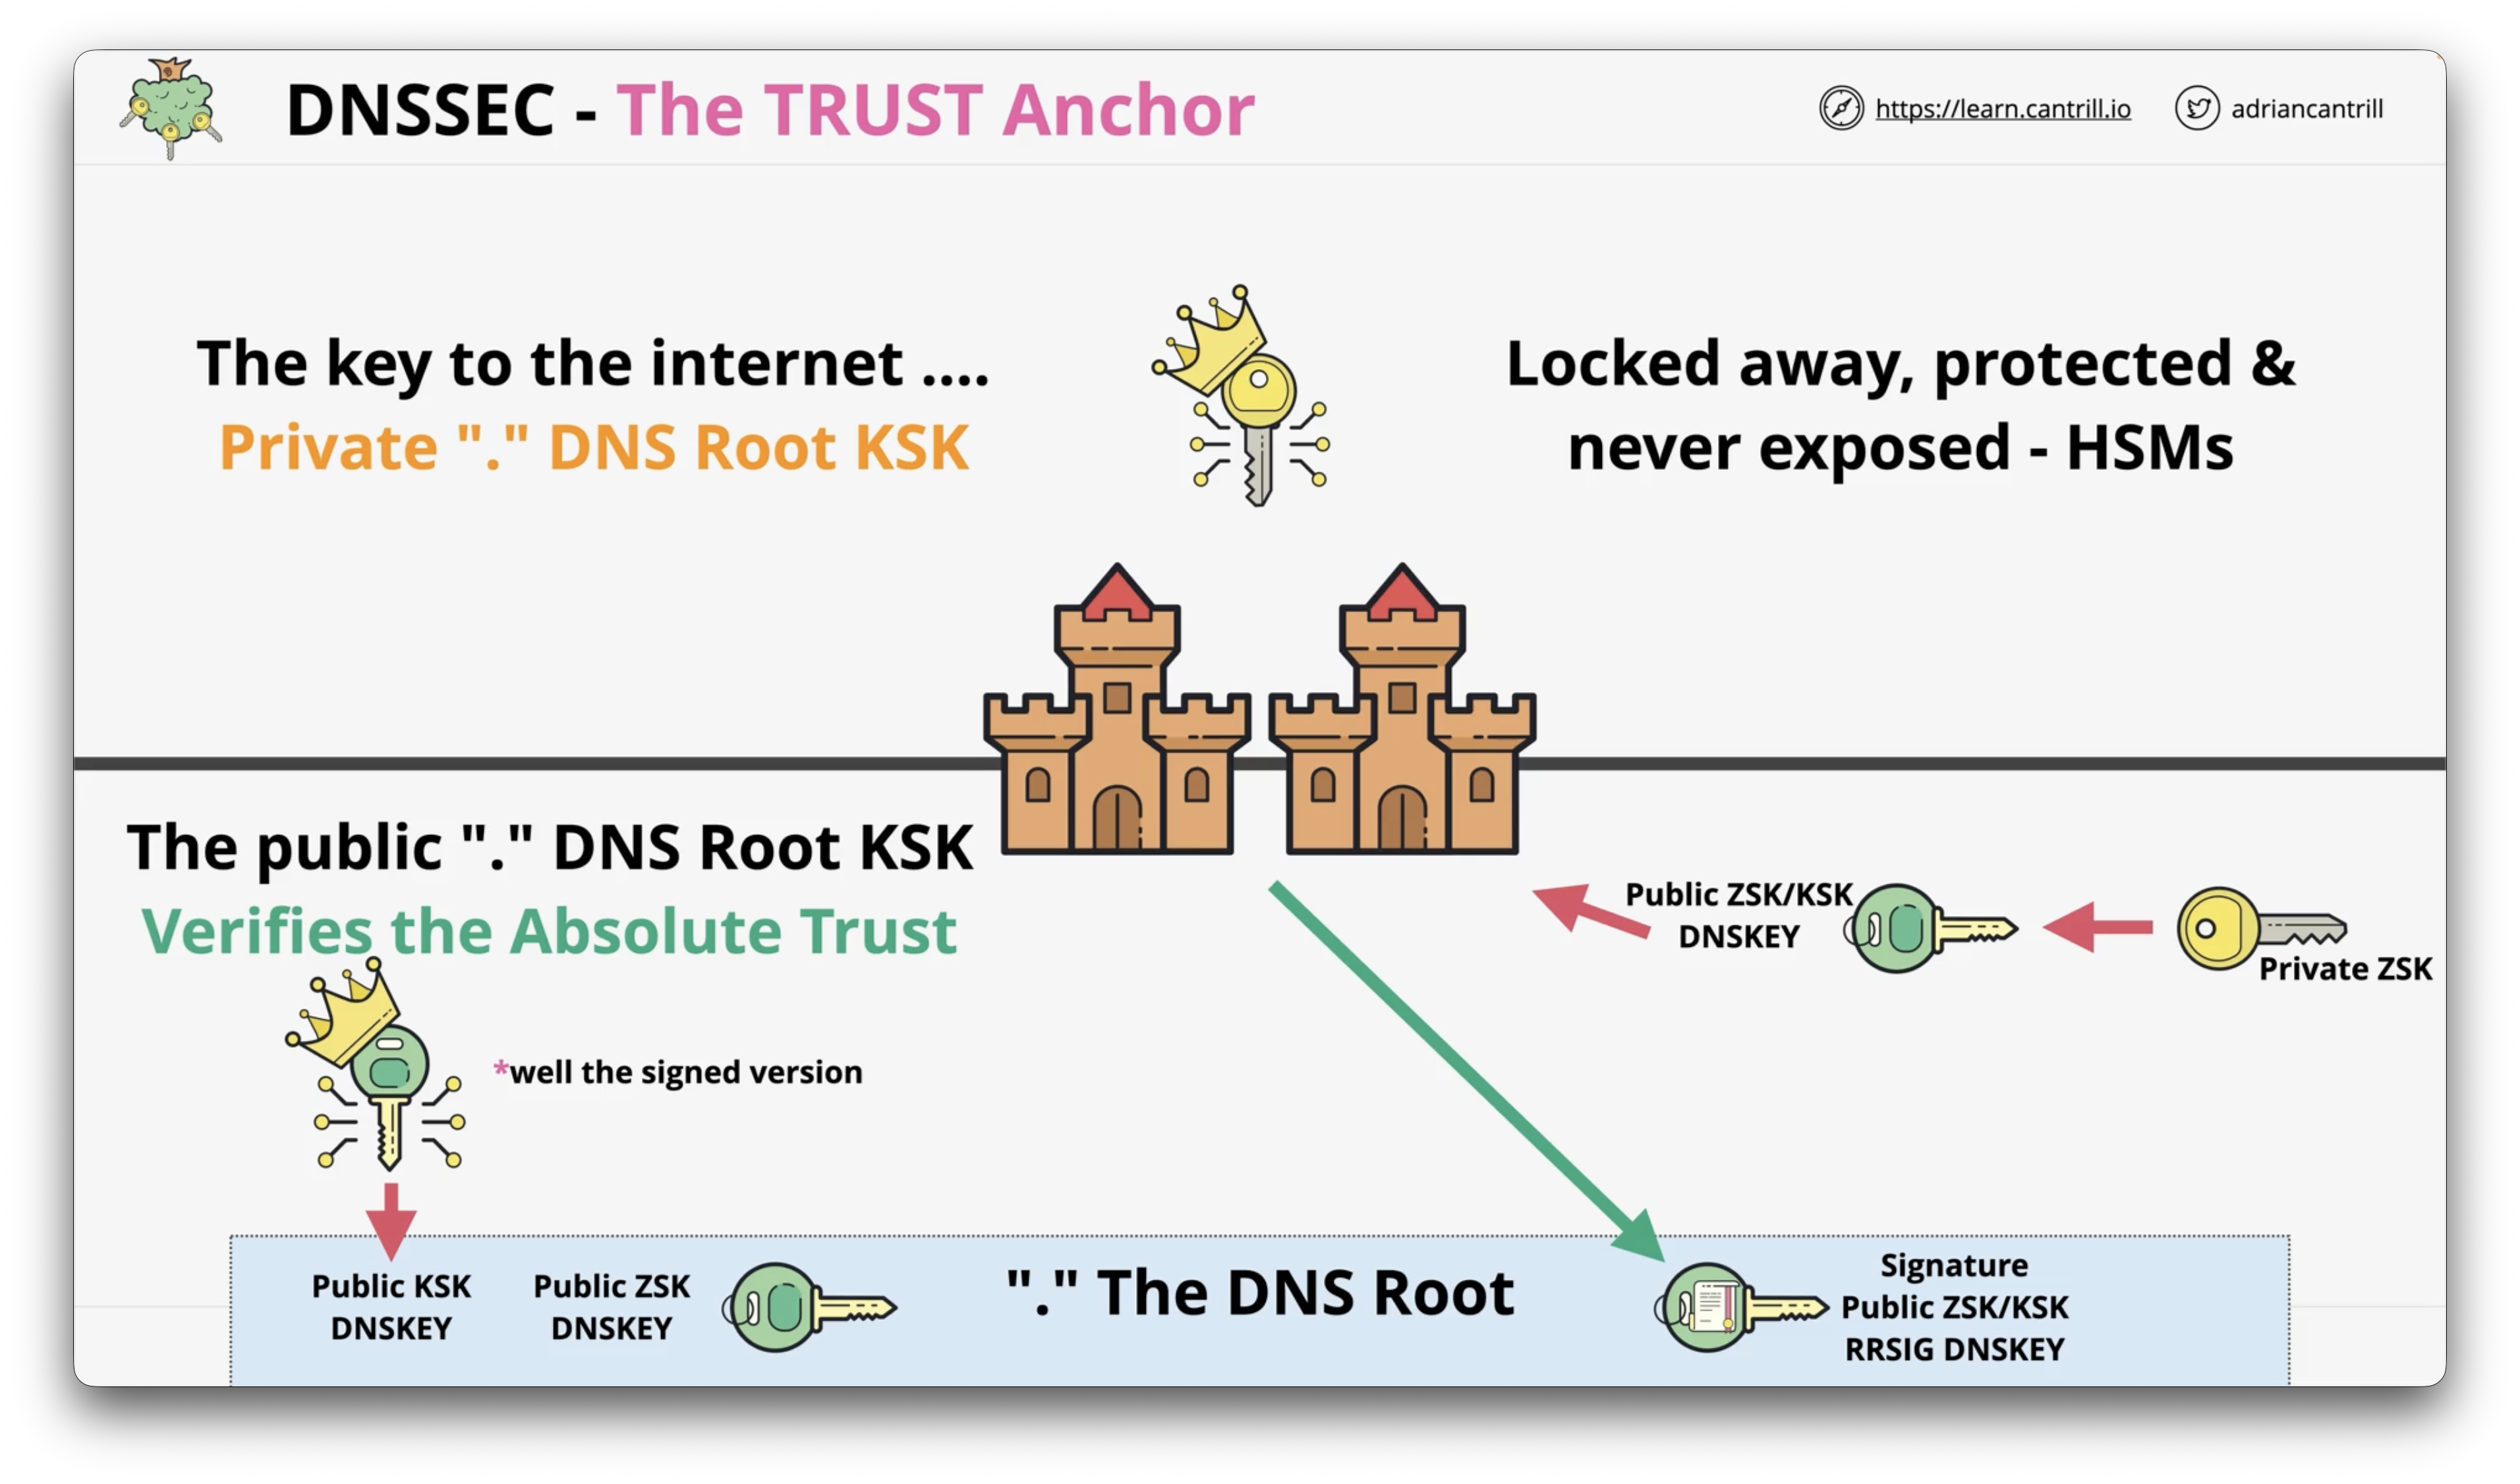 DNSSEC - The TRUST Anchor
https://learn.cantrill.io
adriancantrill
The key to the internet ....
Private "." DNS Root KSK
Locked away, protected &
never exposed - HSMs
The public "." DNS Root KSK
Verifies the Absolute Trust
*well the signed version
Public ZSK/KSK
DNSKEY
Private ZSK
Public KSK
DNSKEY
Public ZSK
DNSKEY
"." The DNS Root
Signature
Public ZSK/KSK
RRSIG DNSKEY